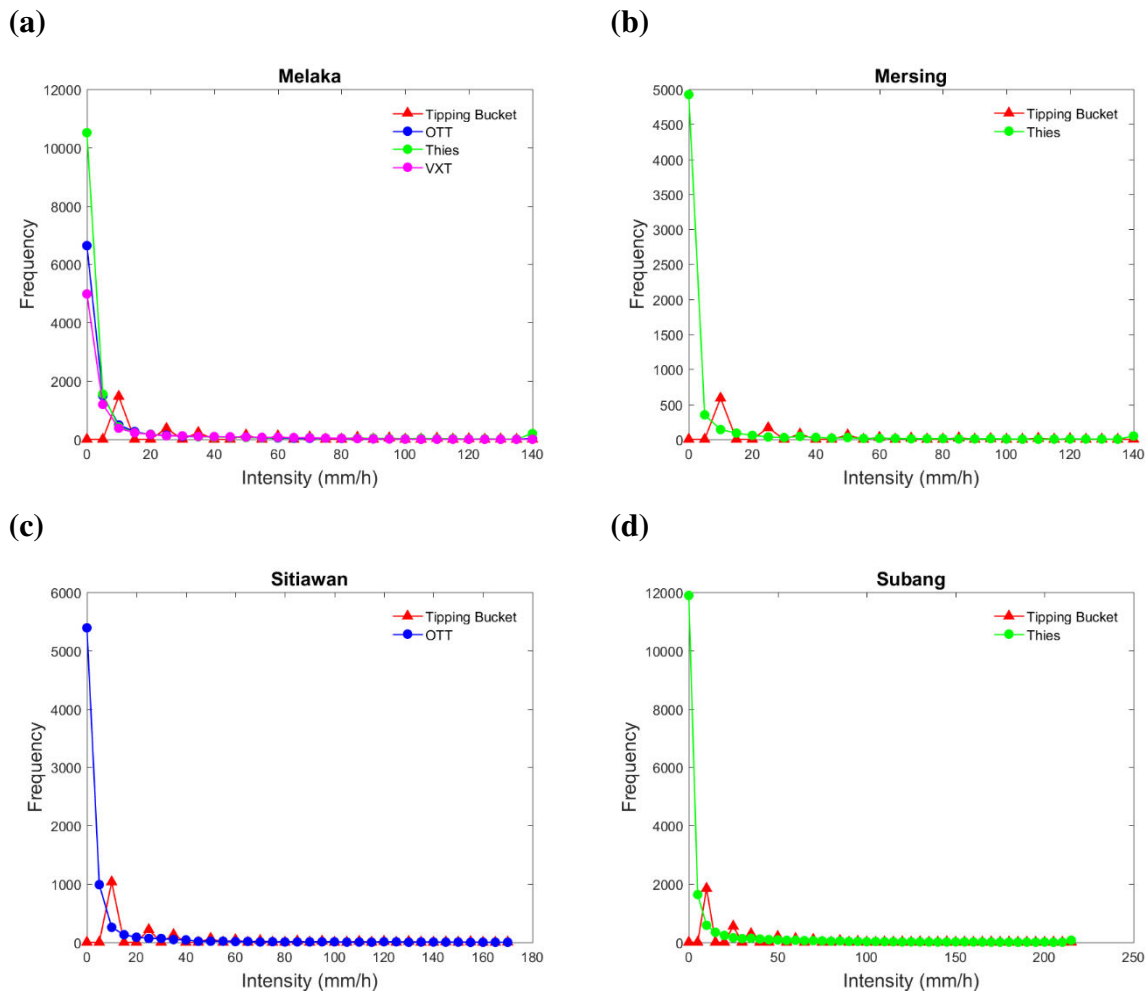 (a)
Melaka
12000
10000
8000
6000
4000
2000
0
Frequency
0 20 40 60 80 100 120 140
Intensity (mm/h)
Tipping Bucket
OTT
Thies
VXT
(b)
Mersing
5000
4500
4000
3500
3000
2500
2000
1500
1000
500
0
Frequency
0 20 40 60 80 100 120 140
Intensity (mm/h)
Tipping Bucket
Thies
(c)
Sitiawan
6000
5000
4000
3000
2000
1000
0
Frequency
0 20 40 60 80 100 120 140 160 180
Intensity (mm/h)
Tipping Bucket
OTT
(d)
Subang
12000
10000
8000
6000
4000
2000
0
Frequency
0 50 100 150 200 250
Intensity (mm/h)
Tipping Bucket
Thies